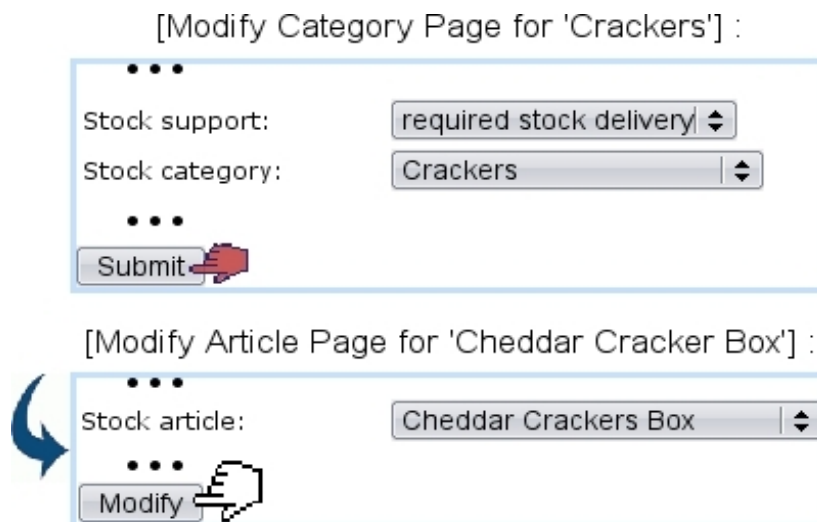 [Modify Category Page for 'Crackers'] :
Stock support: required stock delivery
Stock category: Crackers
Submit
[Modify Article Page for 'Cheddar Cracker Box'] :
Stock article: Cheddar Crackers Box
Modify